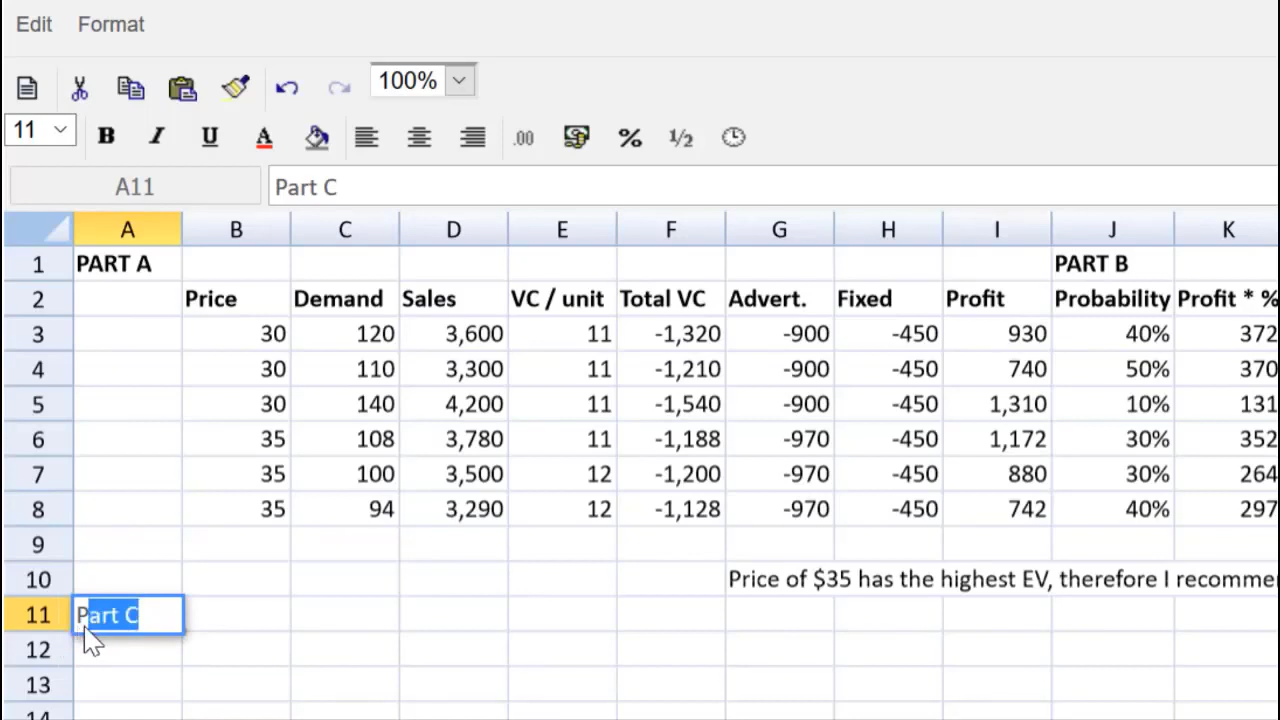 Edit Format
100%
11 B I U A .00 % 1/2
A11 Part C
A B C D E F G H I J K
1 PART A PART B
2 Price Demand Sales VC / unit Total VC Advert. Fixed Profit Probability Profit * %
3 30 120 3,600 11 -1,320 -900 -450 930 40% 372
4 30 110 3,300 11 -1,210 -900 -450 740 50% 370
5 30 140 4,200 11 -1,540 -900 -450 1,310 10% 131
6 35 108 3,780 11 -1,188 -970 -450 1,172 30% 352
7 35 100 3,500 12 -1,200 -970 -450 880 30% 264
8 35 94 3,290 12 -1,128 -970 -450 742 40% 297
9
10 Price of $35 has the highest EV, therefore I recomme
11 Part C
12
13
14